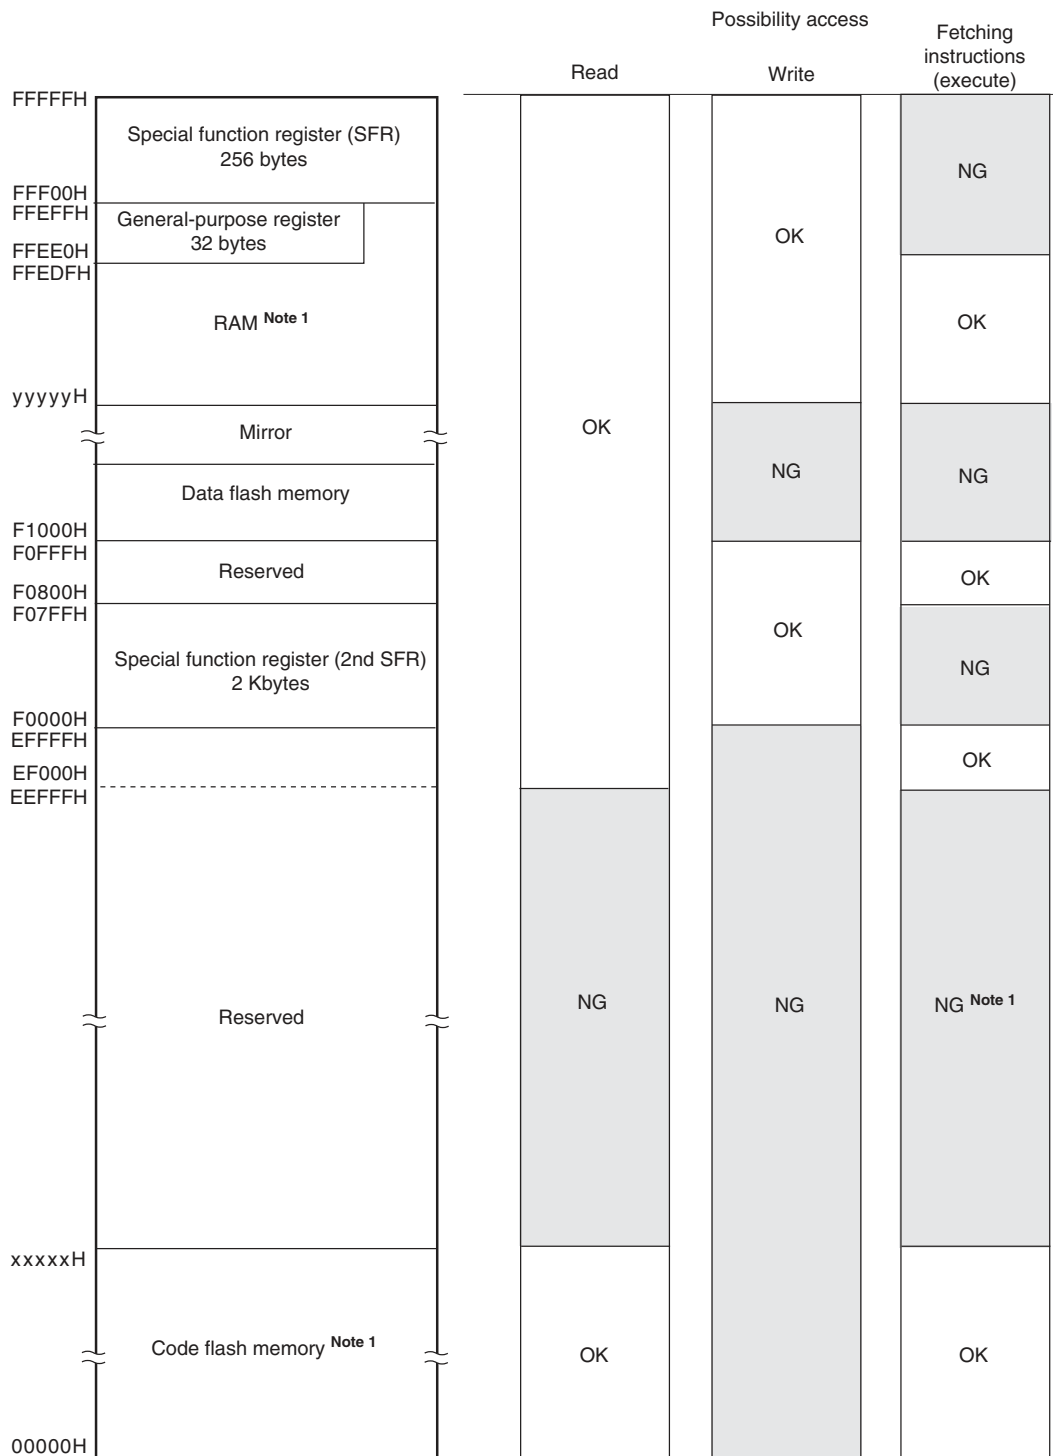 Possibility access
Read
Write
Fetching
instructions
(execute)
FFFFFH
Special function register (SFR)
256 bytes
NG
FFF00H
FFEFFH
General-purpose register
32 bytes
OK
FFEE0H
FFEDFH
RAM Note 1
OK
yyyyyH
Mirror
OK
NG
NG
Data flash memory
F1000H
F0FFFH
Reserved
OK
F0800H
F07FFH
OK
Special function register (2nd SFR)
2 Kbytes
NG
F0000H
EFFFFH
OK
EF000H
EEFFFH
Reserved
NG
NG
NG Note 1
xxxxxH
Code flash memory Note 1
OK
OK
00000H